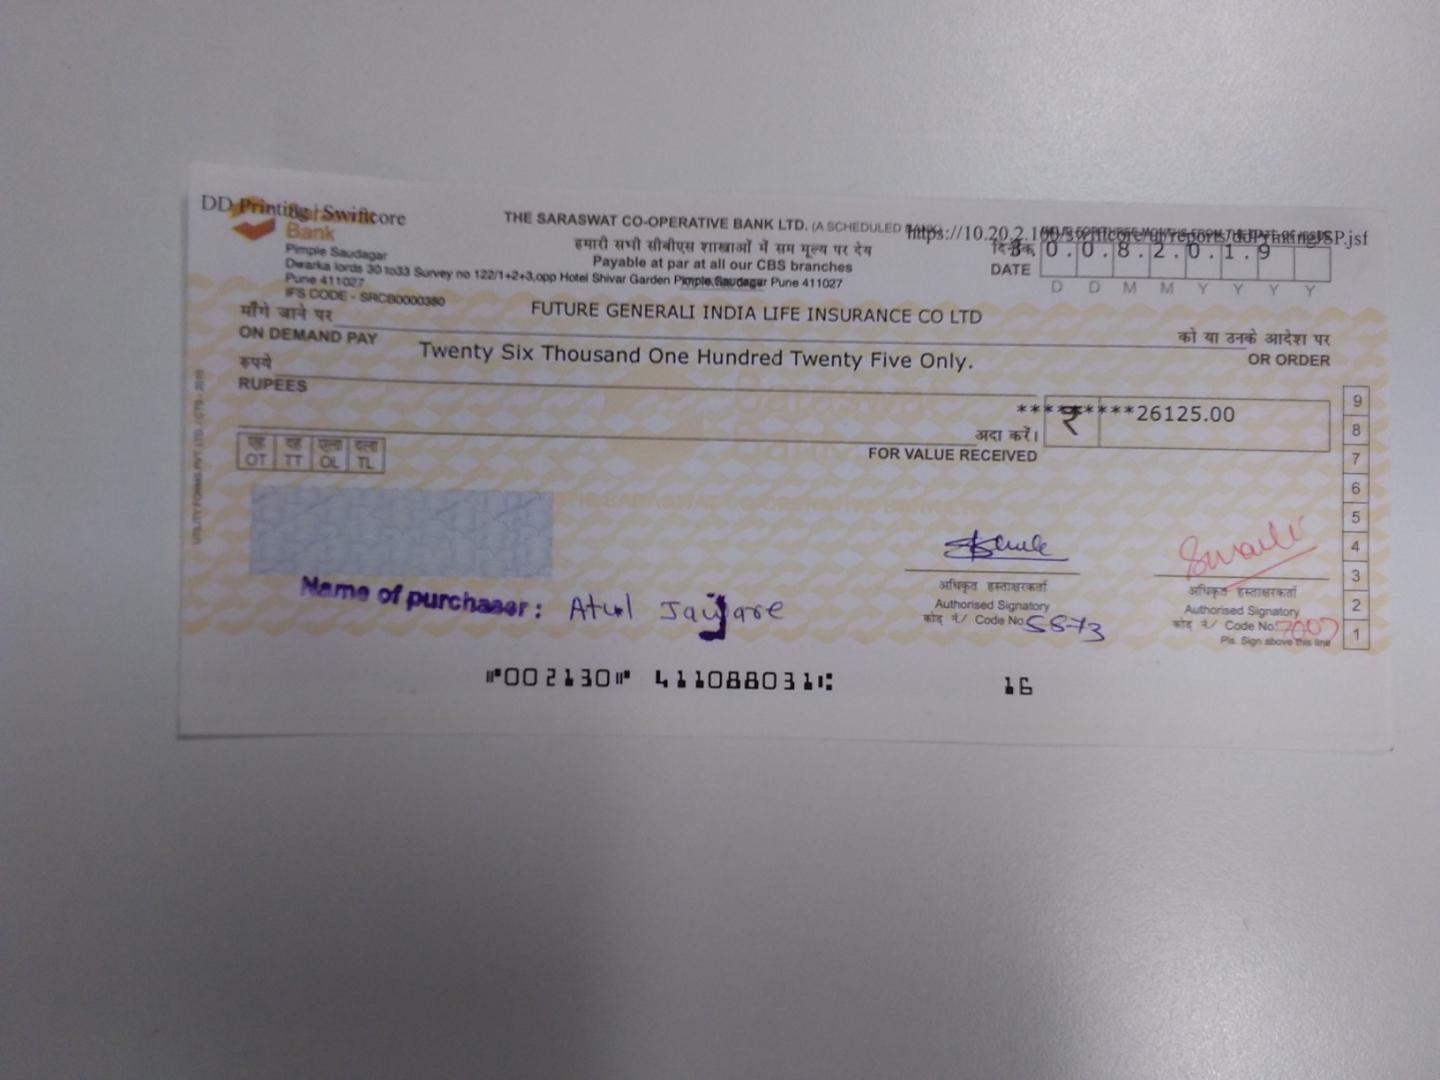 DD Printing | Swiftcore
Bank
THE SARASWAT CO-OPERATIVE BANK LTD. (A SCHEDULED
https://10.20.2.100/swiftcore/dd/reports/ddPrintingJSP.jsf
हमारी सभी सीबीएस शाखाओं में सम मूल्य पर देय
Payable at par at all our CBS branches
Pimple Saudagar
Dwarka lords 30 to33 Survey no 122/1+2+3,opp Hotel Shivar Garden Pimple Saudagar Pune 411027
Pune 411027
IFS CODE - SRCB0000380
दिनांक
DATE
3 0 . 0 . 8 . 2 . 0 . 1 . 9
D D M M Y Y Y Y
माँगे जाने पर
ON DEMAND PAY
FUTURE GENERALI INDIA LIFE INSURANCE CO LTD
को या उनके आदेश पर
OR ORDER
रुपये
RUPEES
Twenty Six Thousand One Hundred Twenty Five Only.
₹ *********26125.00
अदा करें।
FOR VALUE RECEIVED
OT TT OL TL
9
8
7
6
5
4
3
2
1
Name of purchaser : Atul
अधिकृत हस्ताक्षरकर्ता
Authorised Signatory
कोड नं./ Code No. 5873
अधिकृत हस्ताक्षरकर्ता
Authorised Signatory
कोड नं./ Code No. 7007
Pls. Sign above this line
⑈002130⑈ 411088031⑆ 16